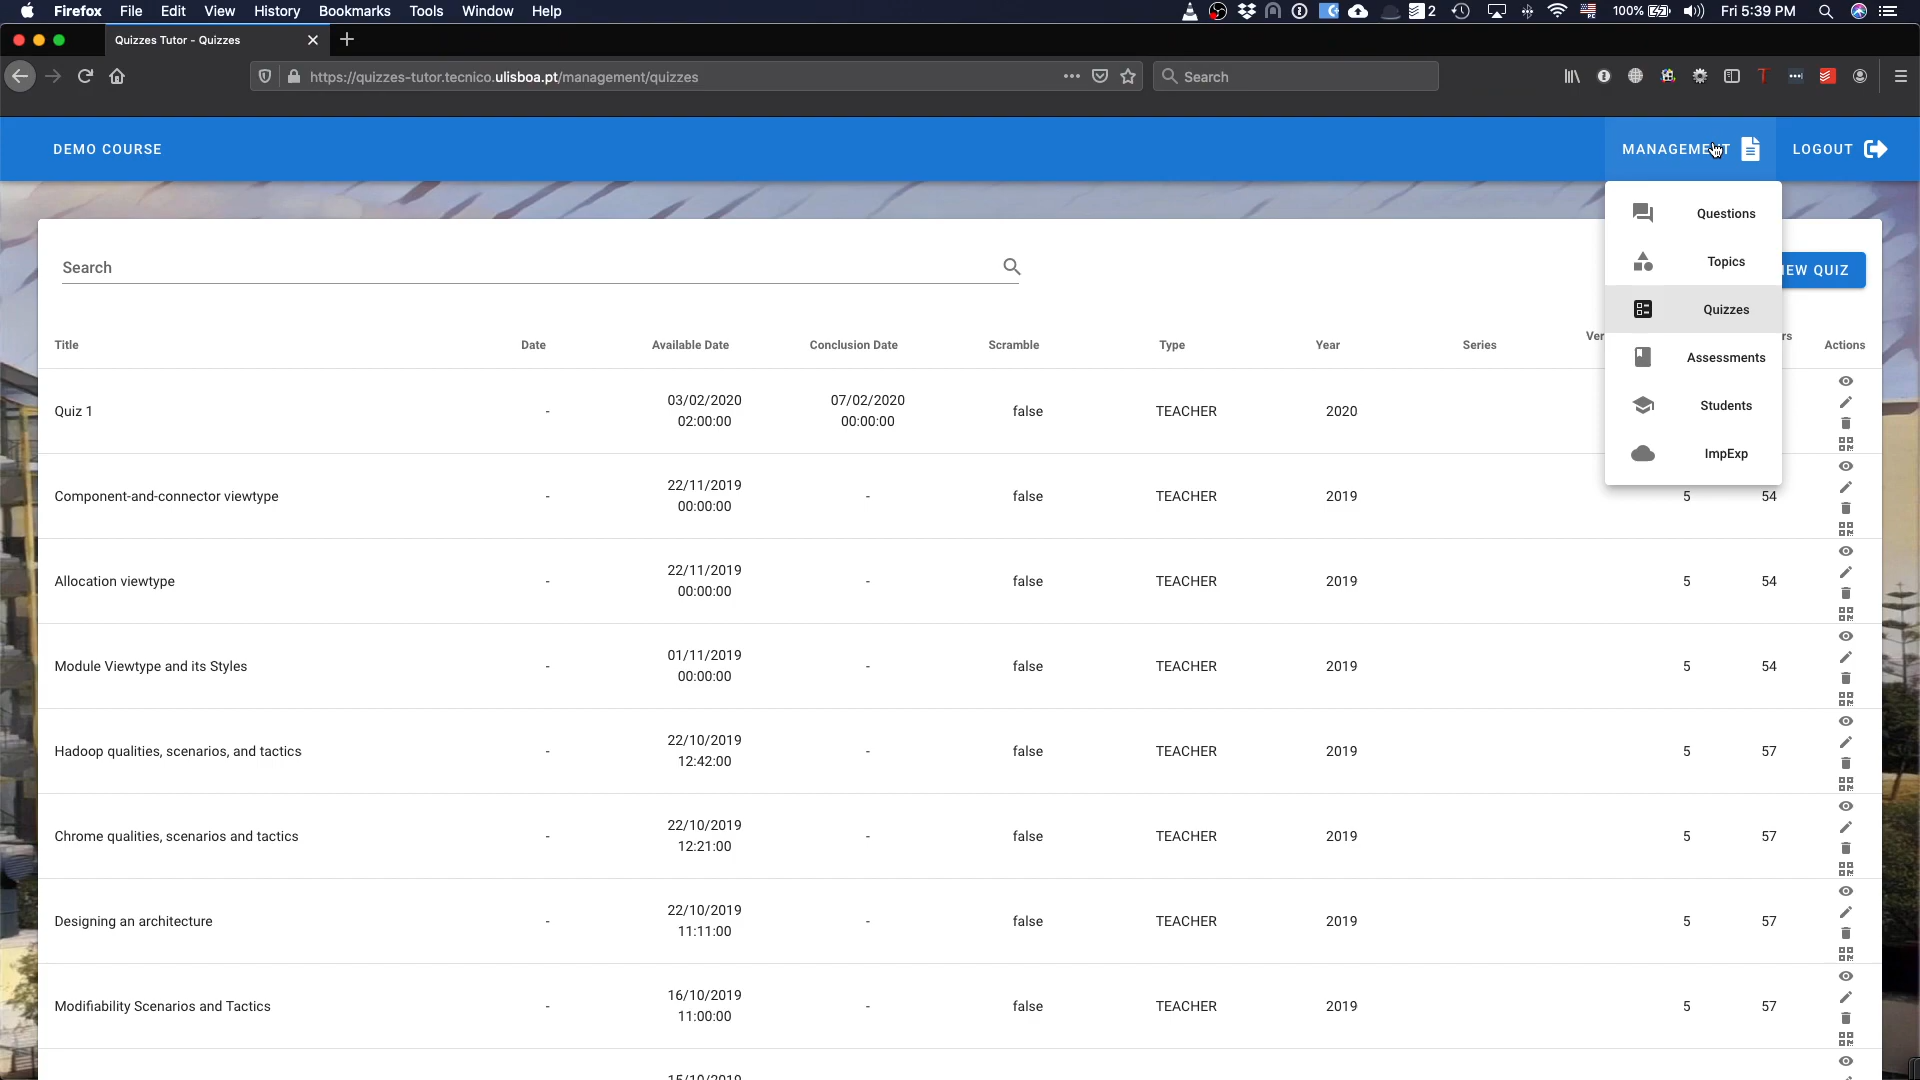 Firefox File Edit View History Bookmarks Tools Window Help 2 100% Fri 5:39 PM
Quizzes Tutor - Quizzes
https://quizzes-tutor.tecnico.ulisboa.pt/management/quizzes Search
DEMO COURSE MANAGEMENT LOGOUT
Questions
Topics
Quizzes
Assessments
Students
ImpExp
Search EW QUIZ
Title Date Available Date Conclusion Date Scramble Type Year Series Ver rs Actions
Quiz 1 - 03/02/2020 02:00:00 07/02/2020 00:00:00 false TEACHER 2020
Component-and-connector viewtype - 22/11/2019 00:00:00 - false TEACHER 2019 5 54
Allocation viewtype - 22/11/2019 00:00:00 - false TEACHER 2019 5 54
Module Viewtype and its Styles - 01/11/2019 00:00:00 - false TEACHER 2019 5 54
Hadoop qualities, scenarios, and tactics - 22/10/2019 12:42:00 - false TEACHER 2019 5 57
Chrome qualities, scenarios and tactics - 22/10/2019 12:21:00 - false TEACHER 2019 5 57
Designing an architecture - 22/10/2019 11:11:00 - false TEACHER 2019 5 57
Modifiability Scenarios and Tactics - 16/10/2019 11:00:00 - false TEACHER 2019 5 57
15/10/2019